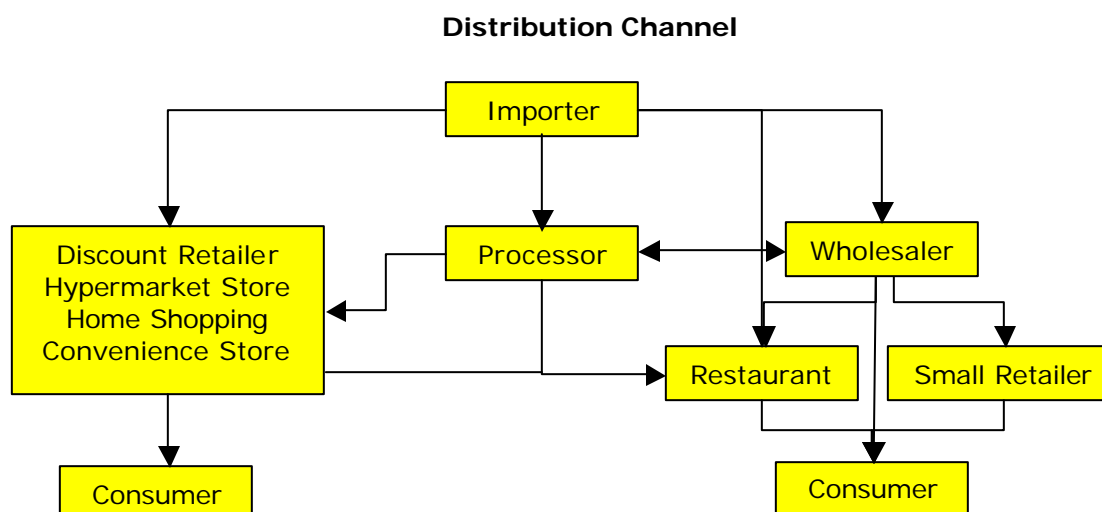 Distribution Channel
Importer
Discount Retailer
Hypermarket Store
Home Shopping
Convenience Store
Processor
Wholesaler
Restaurant
Small Retailer
Consumer
Consumer